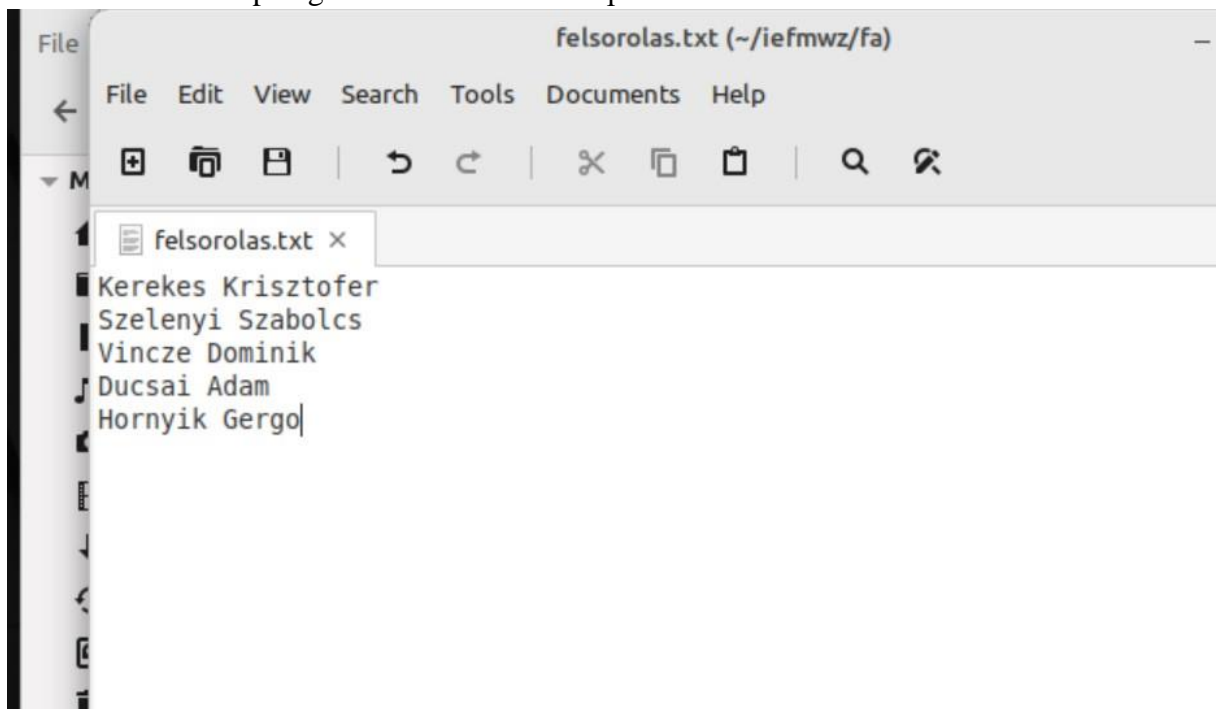 File
felsorolas.txt (~/iefmwz/fa)
File Edit View Search Tools Documents Help
M
felsorolas.txt
Kerekes Krisztofer
Szelenyi Szabolcs
Vincze Dominik
Ducsai Adam
Hornyik Gergo